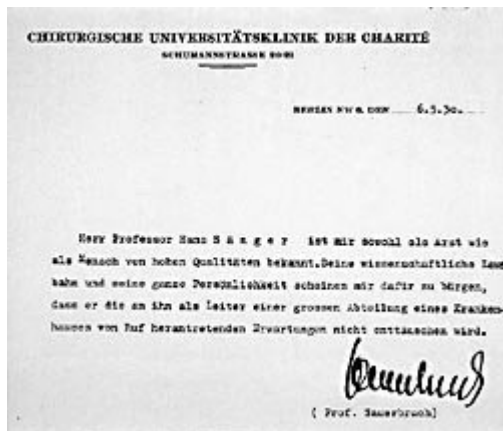 CHIRURGISCHE UNIVERSITÄTSKLINIK DER CHARITÉ
SCHUMANNSTRASSE
BERLIN NW 6, DEN 6.5.30.
Herr Professor Hans S ä n g e r ist mir sowohl als Arzt wie
als Mensch von hohen Qualitäten bekannt. Seine wissenschaftliche Lauf
bahn und seine ganze Persönlichkeit scheinen mir dafür zu bürgen,
dass er die an ihn als Leiter einer grossen Abteilung eines Kranken-
hauses von Ruf herantretenden Erwartungen nicht enttäuschen wird.
Sauerbruch
( Prof. Sauerbruch)